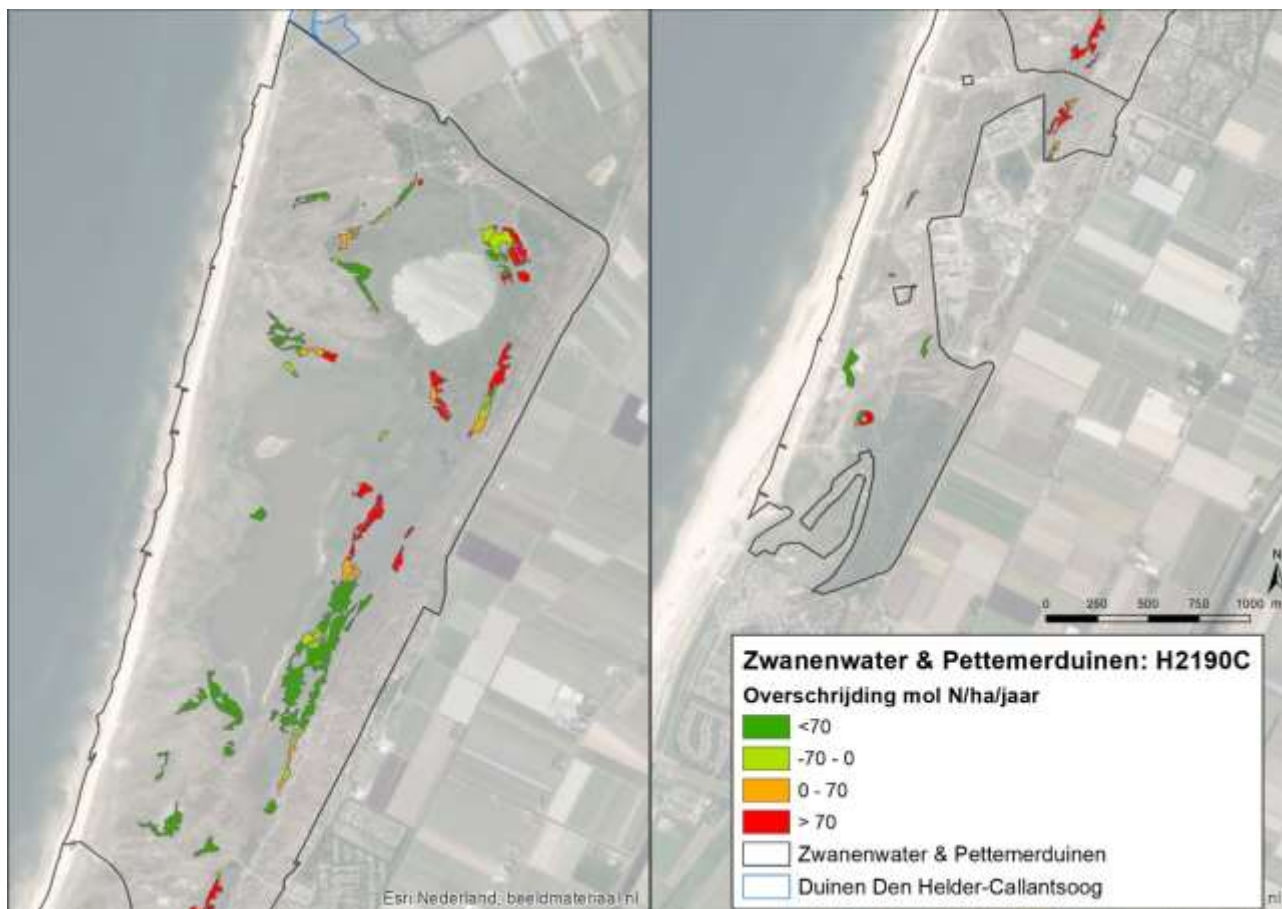 N
0 250 500 750 1000
m
Zwanenwater & Pettemerduinen: H2190C
Overschrijding mol N/ha/jaar
<70
-70 - 0
0 - 70
> 70
Zwanenwater & Pettemerduinen
Duinen Den Helder-Callantsoog
Esri Nederland, beeldmateriaal.nl
nl